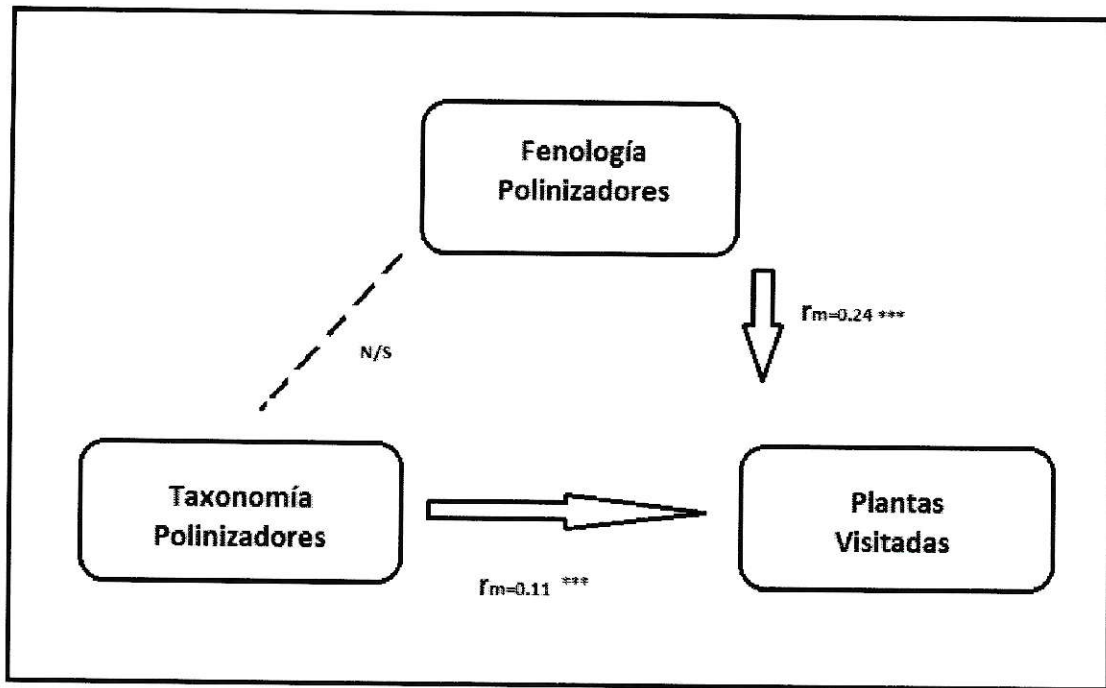 Fenología
Polinizadores
rm=0.24 ***
N/S
Taxonomía
Polinizadores
Plantas
Visitadas
rm=0.11 ***